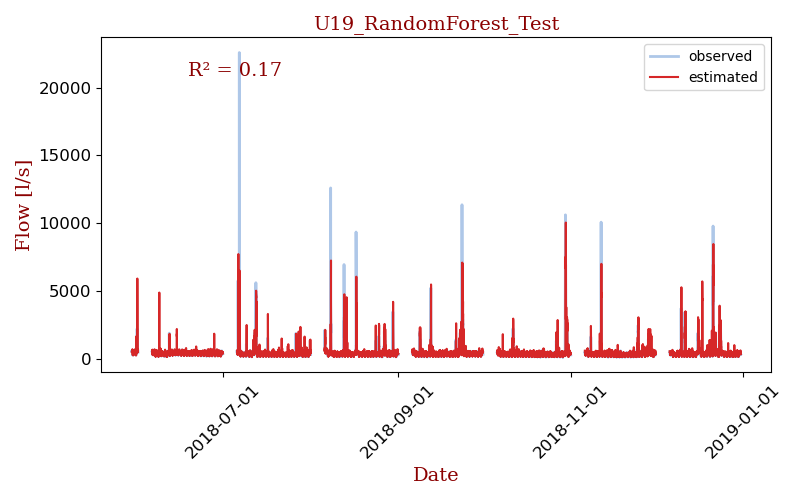 U19_RandomForest_Test
R² = 0.17
observed
estimated
Flow [l/s]
20000
15000
10000
5000
0
2018-07-01
2018-09-01
2018-11-01
2019-01-01
Date